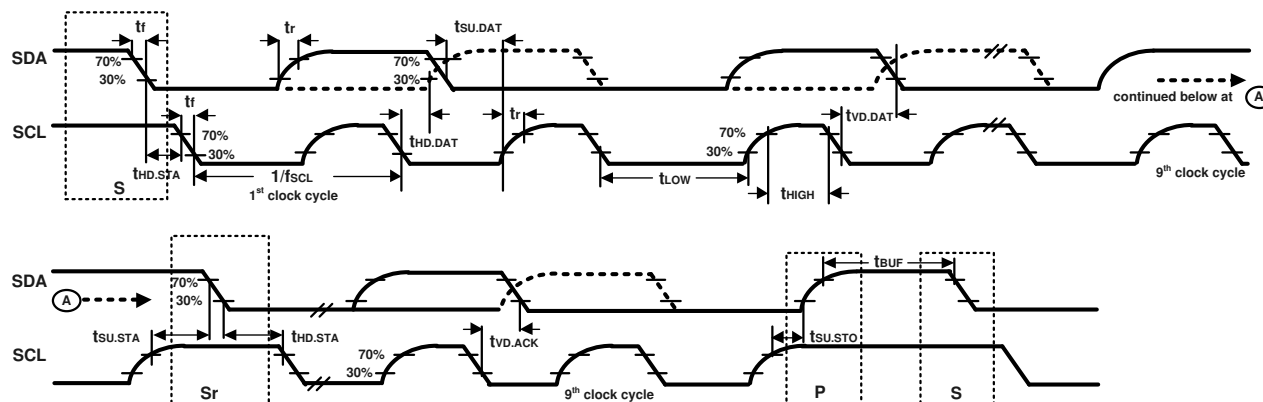 tf tr tSU.DAT
SDA 70% 70%
30% 30%
continued below at A
tf tr
SCL 70% tHD.DAT 70% tVD.DAT
30% 30%
tHD.STA 1/fSCL tLOW
S 1st clock cycle tHIGH 9th clock cycle
SDA 70% tBUF
A 30%
tSU.STA tHD.STA tVD.ACK tSU.STO
SCL 70%
30%
Sr 9th clock cycle P S